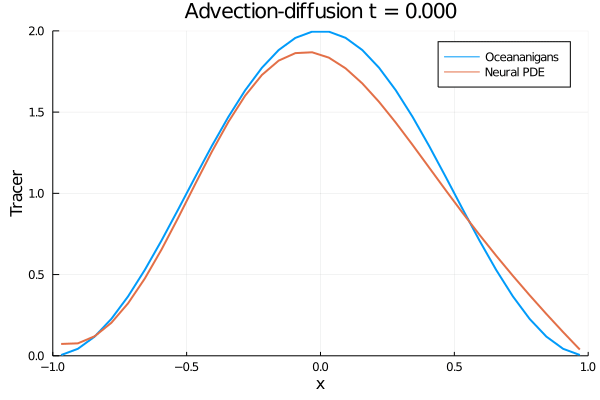 Advection-diffusion t = 0.000
2.0
1.5
1.0
0.5
0.0
Tracer
Oceananigans
Neural PDE
−1.0 −0.5 0.0 0.5 1.0
x